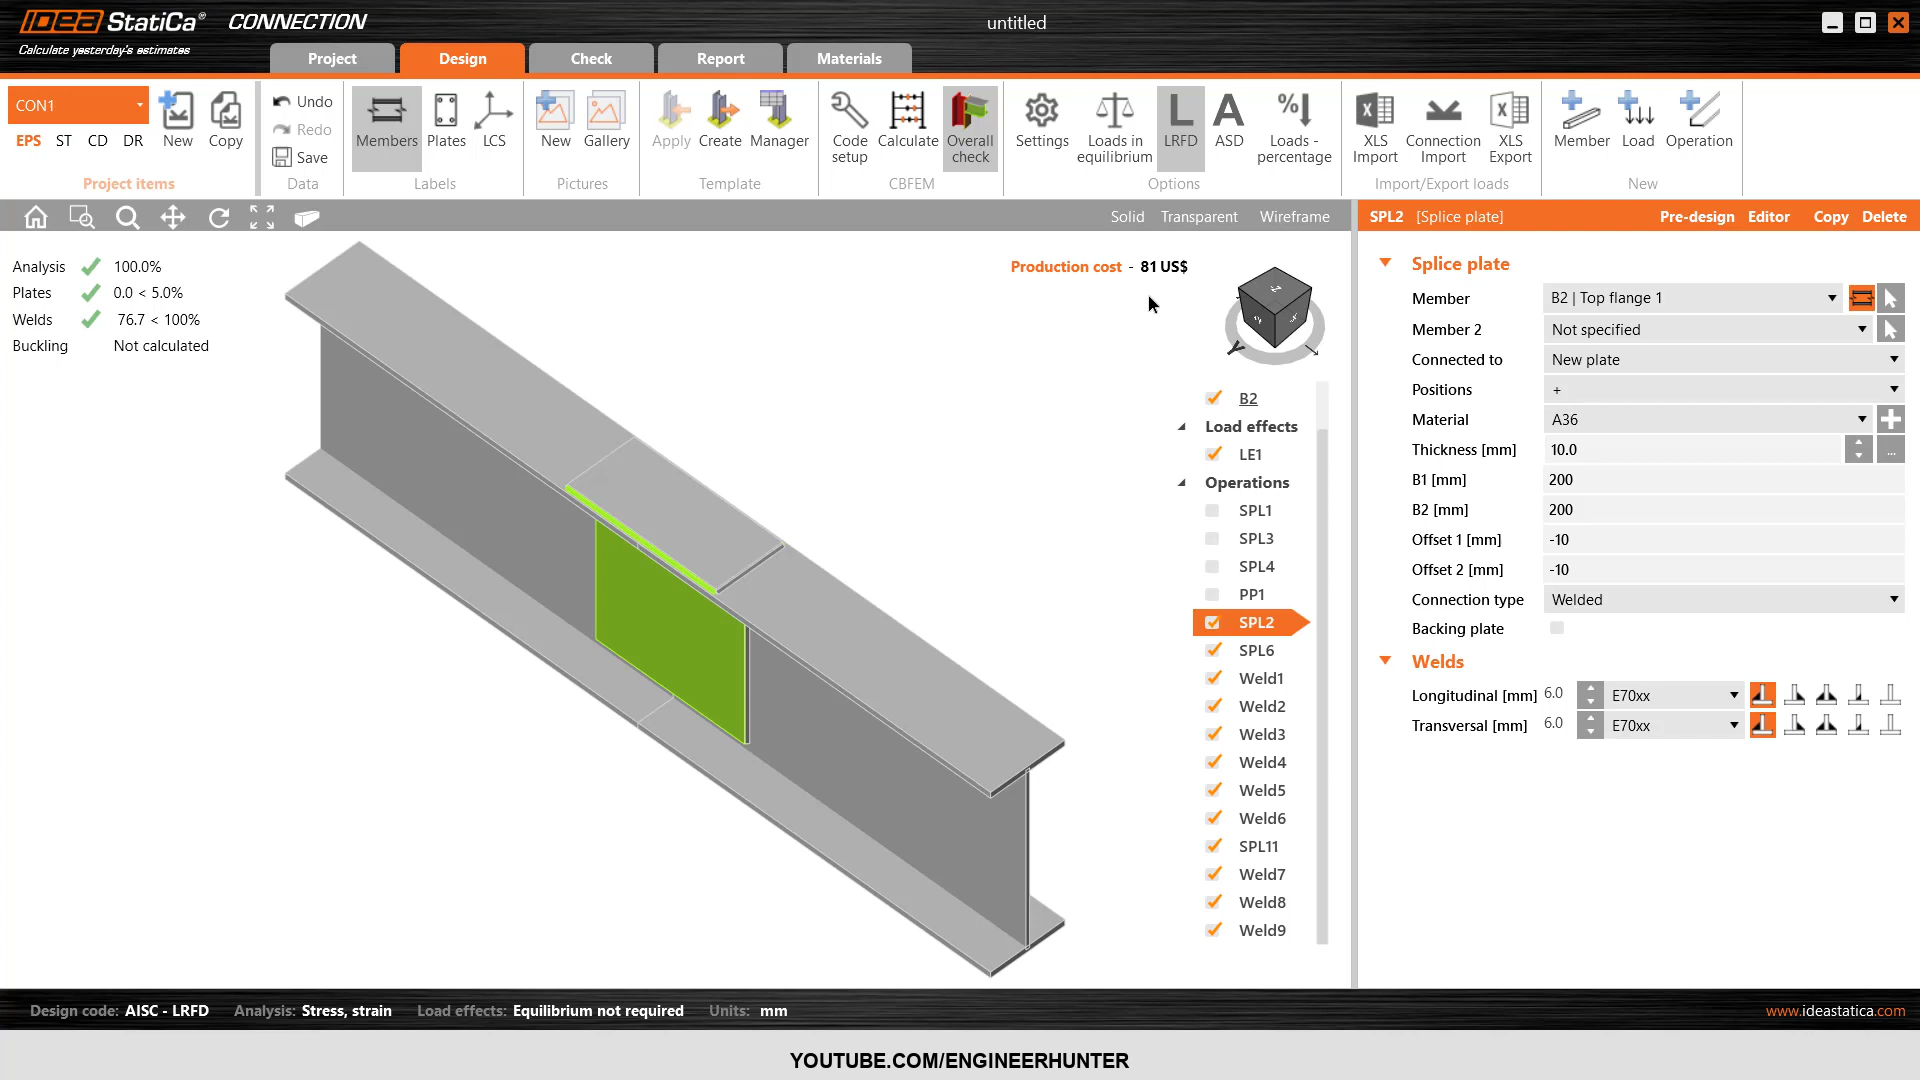 IDEA StatiCa® CONNECTION
Calculate yesterday's estimates
untitled
Project
Design
Check
Report
Materials
CON1
EPS ST CD DR
New
Copy
Project items
Undo
Redo
Save
Data
Members
Plates
LCS
Labels
New
Gallery
Pictures
Apply
Create
Manager
Template
Code setup
Calculate
Overall check
CBFEM
Settings
Loads in equilibrium
LRFD
ASD
Loads - percentage
Options
XLS Import
Connection Import
XLS Export
Import/Export loads
Member
Load
Operation
New
Solid Transparent Wireframe
SPL2 [Splice plate] Pre-design Editor Copy Delete
Analysis 100.0%
Plates 0.0 < 5.0%
Welds 76.7 < 100%
Buckling Not calculated
Production cost - 81 US$
B2
Load effects
LE1
Operations
SPL1
SPL3
SPL4
PP1
SPL2
SPL6
Weld1
Weld2
Weld3
Weld4
Weld5
Weld6
SPL11
Weld7
Weld8
Weld9
Splice plate
Member B2 | Top flange 1
Member 2 Not specified
Connected to New plate
Positions +
Material A36
Thickness [mm] 10.0 ...
B1 [mm] 200
B2 [mm] 200
Offset 1 [mm] -10
Offset 2 [mm] -10
Connection type Welded
Backing plate
Welds
Longitudinal [mm] 6.0 E70xx
Transversal [mm] 6.0 E70xx
Design code: AISC - LRFD Analysis: Stress, strain Load effects: Equilibrium not required Units: mm
www.ideastatica.com
YOUTUBE.COM/ENGINEERHUNTER